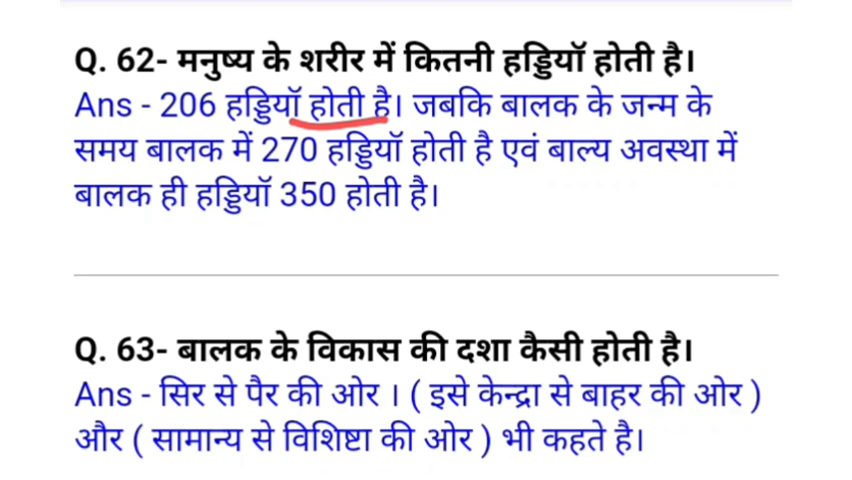 Q. 62- मनुष्य के शरीर में कितनी हड्डियॉ होती है।
Ans - 206 हड्डियॉ होती है। जबकि बालक के जन्म के
समय बालक में 270 हड्डियॉ होती है एवं बाल्य अवस्था में
बालक ही हड्डियॉ 350 होती है।
Q. 63- बालक के विकास की दशा कैसी होती है।
Ans - सिर से पैर की ओर । ( इसे केन्द्रा से बाहर की ओर )
और ( सामान्य से विशिष्टा की ओर ) भी कहते है।